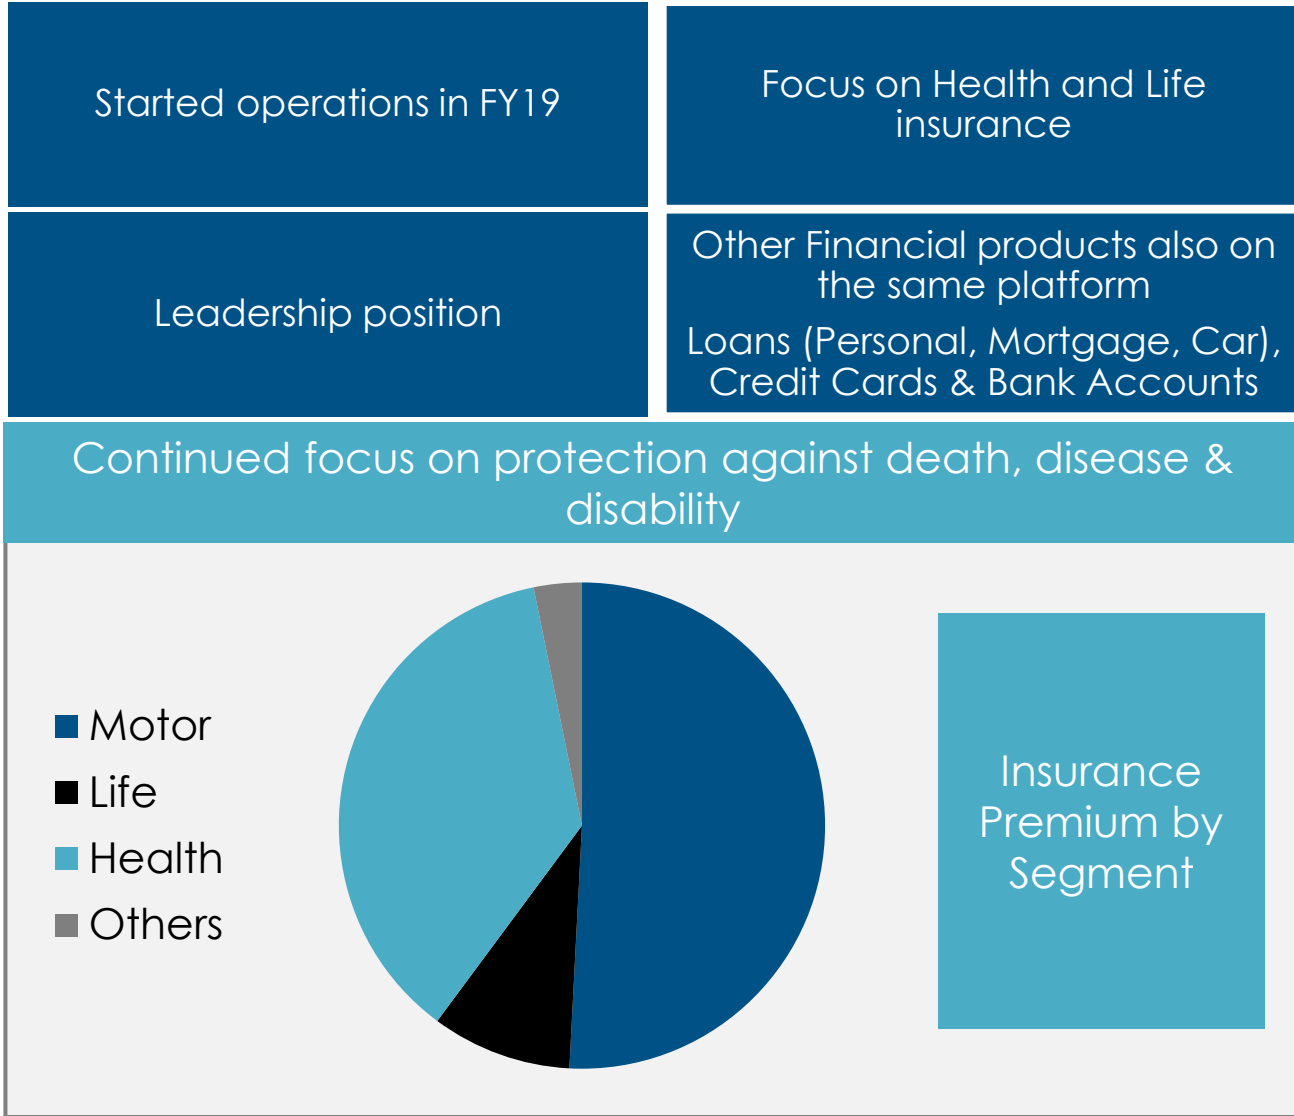 Started operations in FY19
Focus on Health and Life
insurance
Leadership position
Other Financial products also on
the same platform
Loans (Personal, Mortgage, Car),
Credit Cards & Bank Accounts
Continued focus on protection against death, disease &
disability
Motor
Life
Health
Others
Insurance
Premium by
Segment